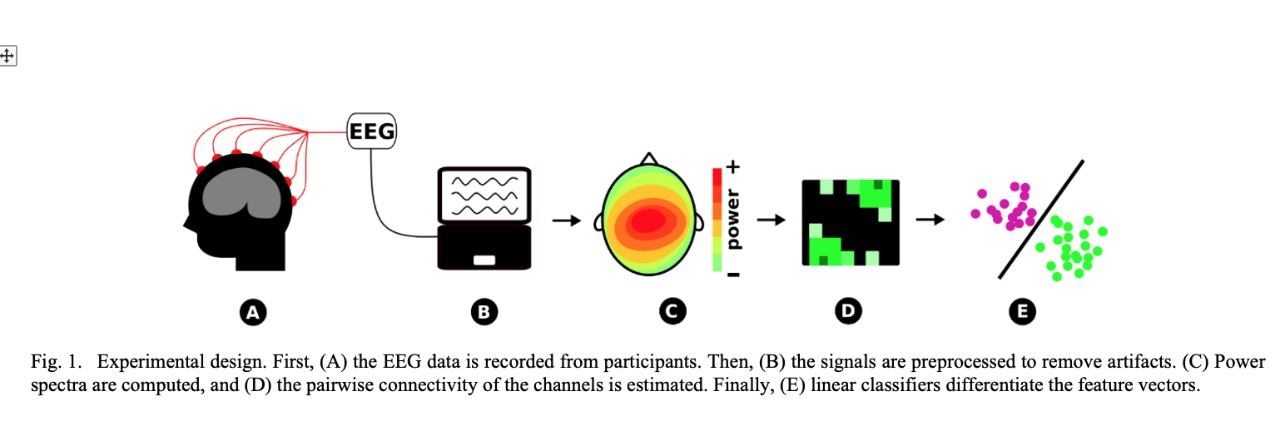 EEG
+
power
-
A
B
C
D
E
Fig. 1. Experimental design. First, (A) the EEG data is recorded from participants. Then, (B) the signals are preprocessed to remove artifacts. (C) Power
spectra are computed, and (D) the pairwise connectivity of the channels is estimated. Finally, (E) linear classifiers differentiate the feature vectors.